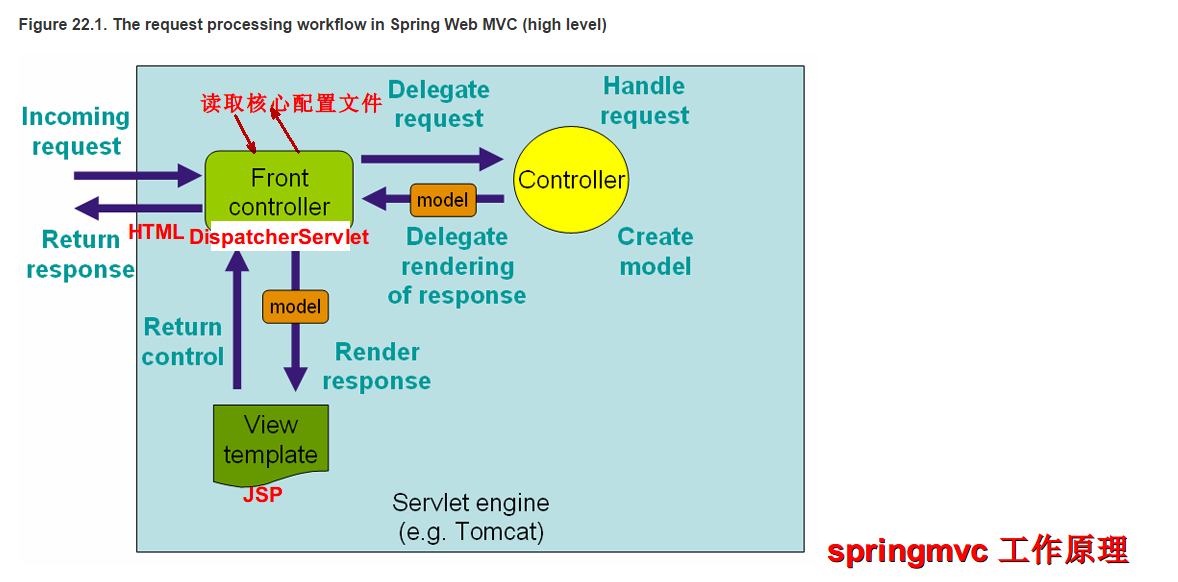 Figure 22.1. The request processing workflow in Spring Web MVC (high level)
Incoming
request
读取核心配置文件
Delegate
request
Handle
request
Front
controller
DispatcherServlet
Controller
model
Return
response
HTML
Delegate
rendering
of response
Create
model
model
Return
control
Render
response
View
template
JSP
Servlet engine
(e.g. Tomcat)
springmvc 工作原理